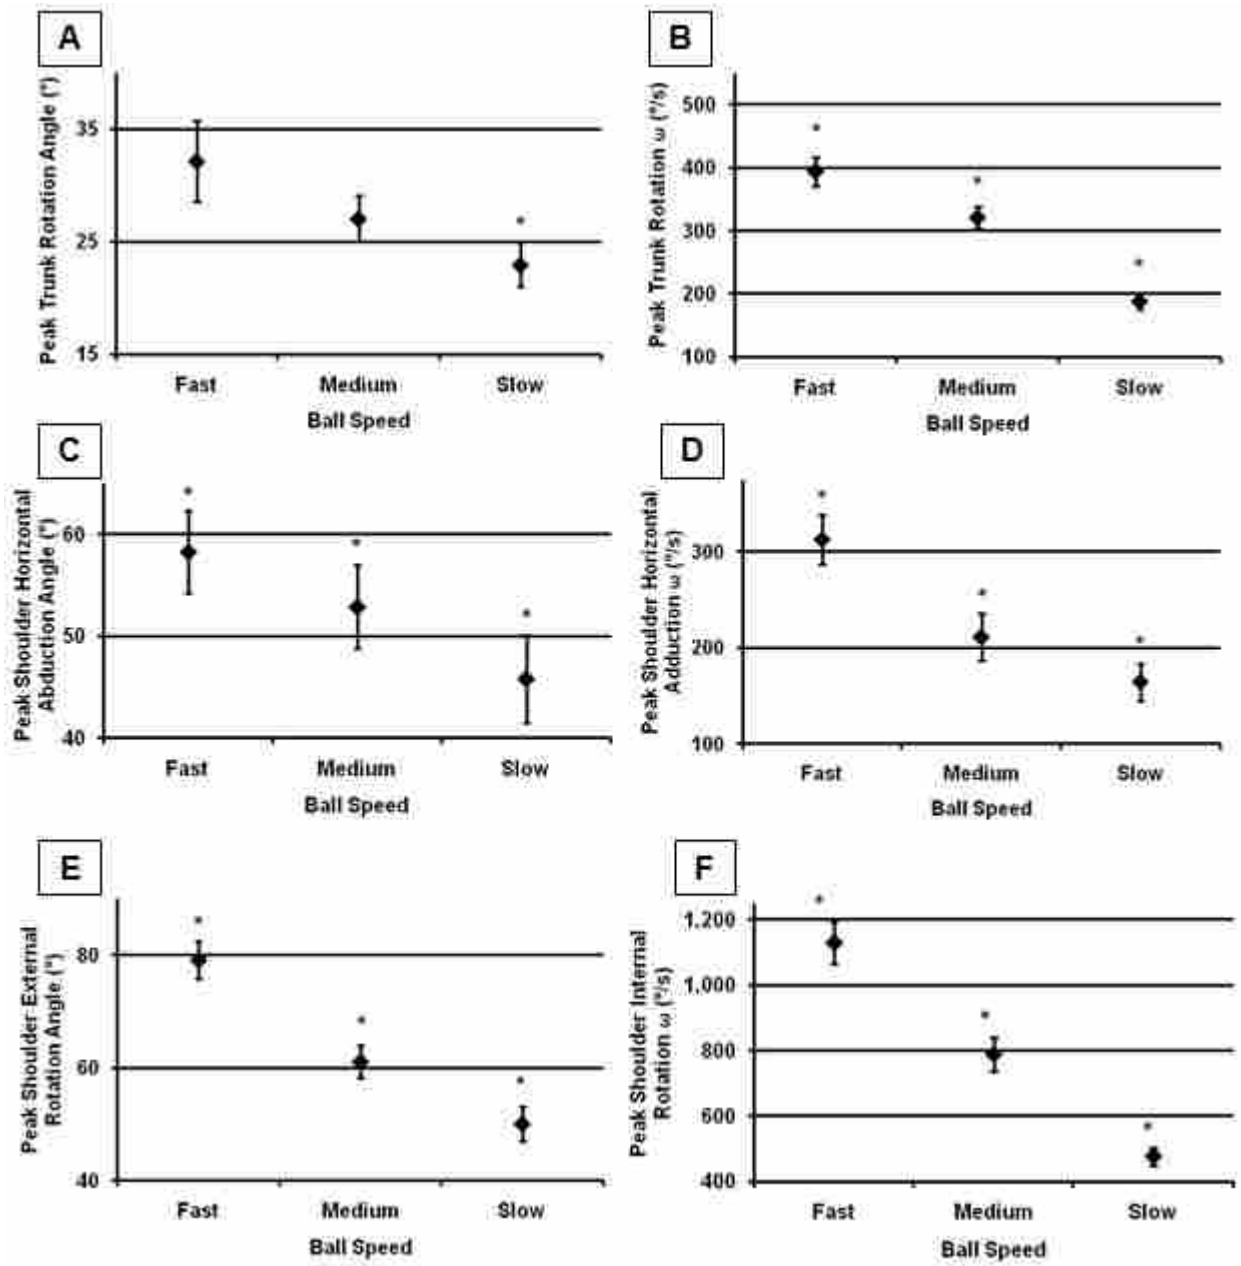 A
Peak Trunk Rotation Angle (°)
35
25
15
*
Fast Medium Slow
Ball Speed
B
Peak Trunk Rotation ω (°/s)
500
400
300
200
100
* * *
Fast Medium Slow
Ball Speed
C
Peak Shoulder Horizontal
Abduction Angle (°)
60
50
40
* * *
Fast Medium Slow
Ball Speed
D
Peak Shoulder Horizontal
Adduction ω (°/s)
300
200
100
* * *
Fast Medium Slow
Ball Speed
E
Peak Shoulder External
Rotation Angle (°)
80
60
40
* * *
Fast Medium Slow
Ball Speed
F
Peak Shoulder Internal
Rotation ω (°/s)
1,200
1,000
800
600
400
* * *
Fast Medium Slow
Ball Speed